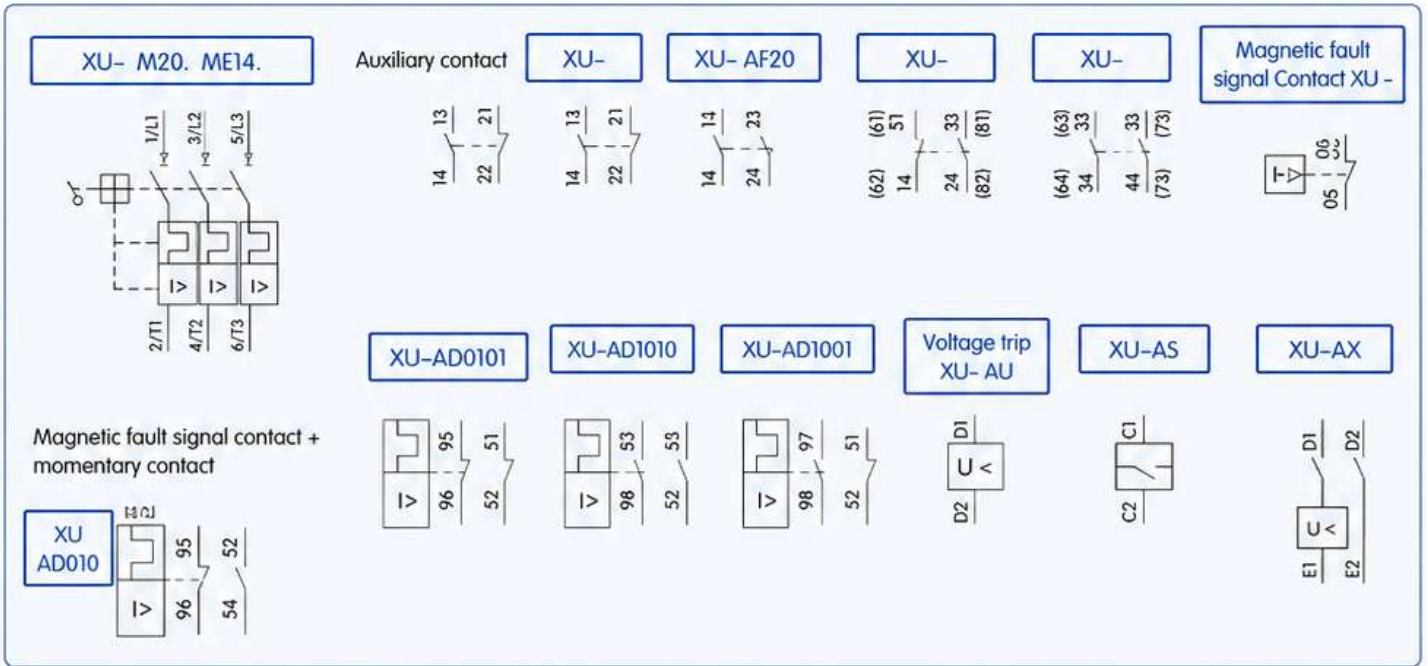 XU- M20. ME14.
Auxiliary contact
XU-
XU- AF20
XU-
XU-
Magnetic fault
signal Contact XU -
1/L1 3/L2 5/L3
13 21
14 22
13 21
14 22
14 23
14 24
(61) 51 33 (81)
(62) 14 24 (82)
(63) 33 33 (73)
(64) 34 44 (73)
06
05
I> I> I>
2/T1 4/T2 6/T3
XU-AD0101
XU-AD1010
XU-AD1001
Voltage trip
XU- AU
XU-AS
XU-AX
95 51
I> 96 52
53 53
I> 98 52
97 51
I> 98 52
D1
U <
D2
C1
C2
D1 D2
U <
E1 E2
Magnetic fault signal contact +
momentary contact
XU
AD010
95 52
I> 96 54